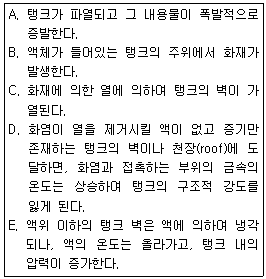 A. 탱크가 파열되고 그 내용물이 폭발적으로
증발한다.
B. 액체가 들어있는 탱크의 주위에서 화재가
발생한다.
C. 화재에 의한 열에 의하여 탱크의 벽이 가
열된다.
D. 화염이 열을 제거시킬 액이 없고 증기만
존재하는 탱크의 벽이나 천장(roof)에 도
달하면, 화염과 접촉하는 부위의 금속의
온도는 상승하여 탱크의 구조적 강도를
잃게 된다.
E. 액위 이하의 탱크 벽은 액에 의하여 냉각
되나, 액의 온도는 올라가고, 탱크 내의
압력이 증가한다.